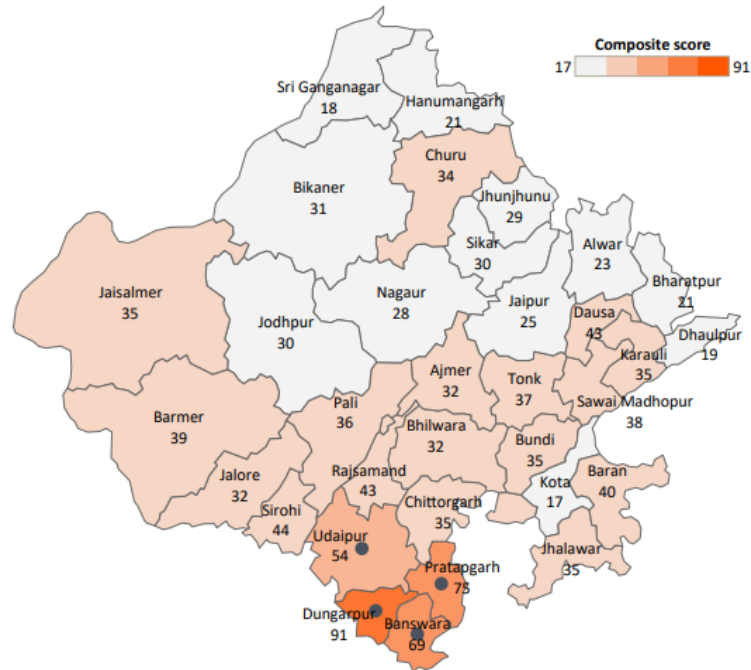 Composite score
17
91
Sri Ganganagar
18
Hanumangarh
21
Churu
34
Bikaner
31
Jhunjhunu
29
Sikar
30
Alwar
23
Jaisalmer
35
Nagaur
28
Jaipur
25
Bharatpur
21
Jodhpur
30
Dausa
43
Dhaulpur
19
Karauli
35
Ajmer
32
Tonk
37
Sawai Madhopur
38
Barmer
39
Pali
36
Bhilwara
32
Bundi
35
Jalore
32
Rajsamand
43
Kota
17
Baran
40
Sirohi
44
Chittorgarh
35
Udaipur
54
Jhalawar
35
Pratapgarh
75
Dungarpur
91
Banswara
69